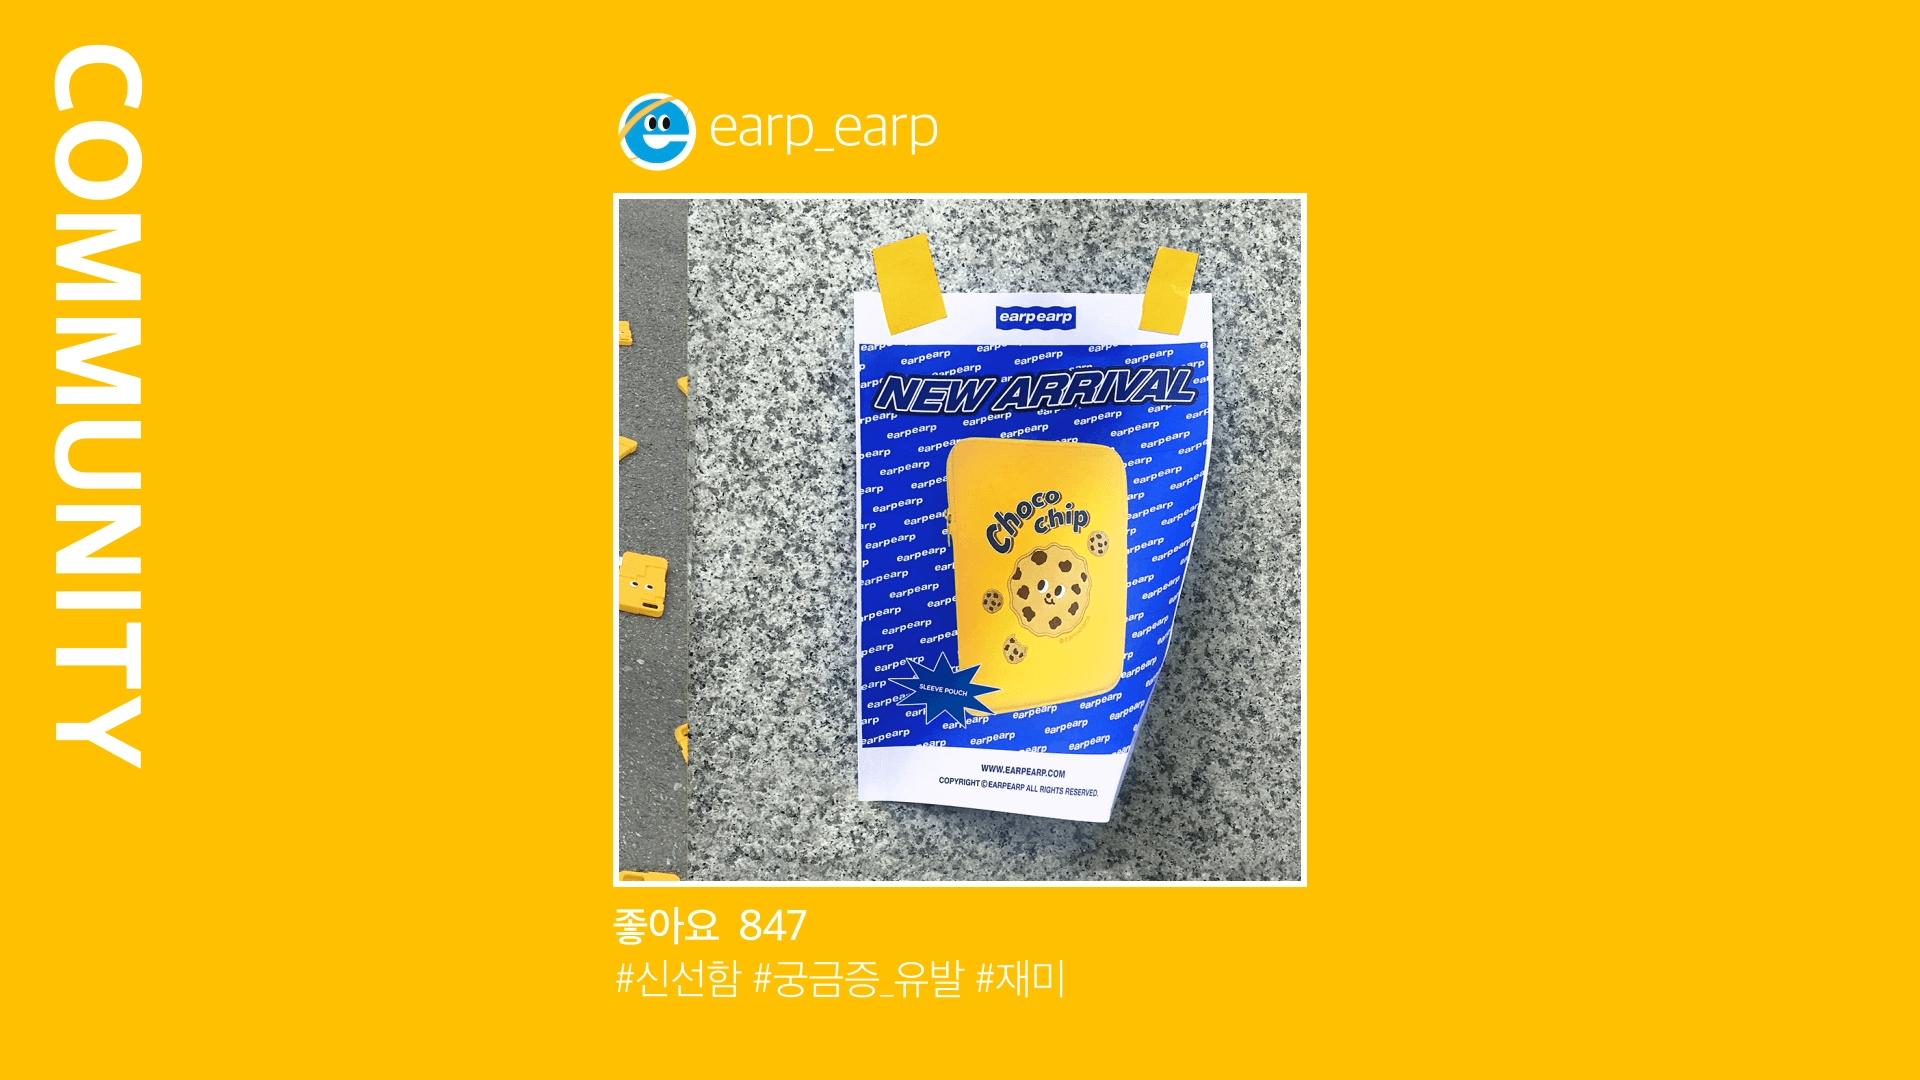 COMMUNITY
earp_earp
earpearp
NEW ARRIVAL
Choco
chip
SLEEVE POUCH
WWW.EARPEARP.COM
COPYRIGHT©EARPEARP ALL RIGHTS RESERVED.
좋아요 847
#신선함 #궁금증_유발 #재미